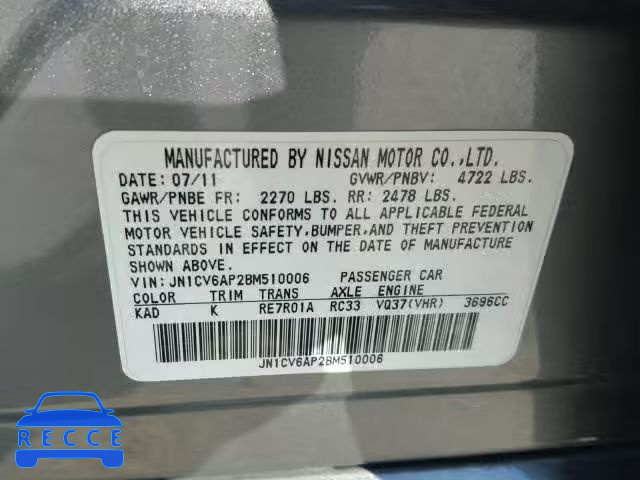 MANUFACTURED BY NISSAN MOTOR CO.,LTD.
DATE: 07/11 GVWR/PNBV: 4722 LBS.
GAWR/PNBE FR: 2270 LBS. RR: 2478 LBS.
THIS VEHICLE CONFORMS TO ALL APPLICABLE FEDERAL
MOTOR VEHICLE SAFETY, BUMPER, AND THEFT PREVENTION
STANDARDS IN EFFECT ON THE DATE OF MANUFACTURE
SHOWN ABOVE.
VIN: JN1CV6AP2BM510006 PASSENGER CAR
COLOR TRIM TRANS AXLE ENGINE
KAD K RE7R01A RC33 VQ37(VHR) 3696CC
JN1CV6AP2BM510006
RECCE